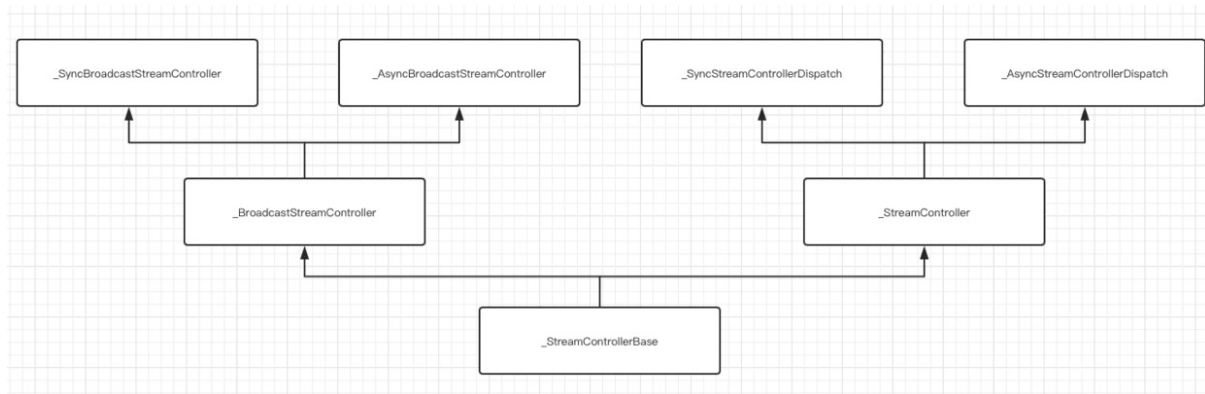 _SyncBroadcastStreamController
_AsyncBroadcastStreamController
_SyncStreamControllerDispatch
_AsyncStreamControllerDispatch
_BroadcastStreamController
_StreamController
_StreamControllerBase